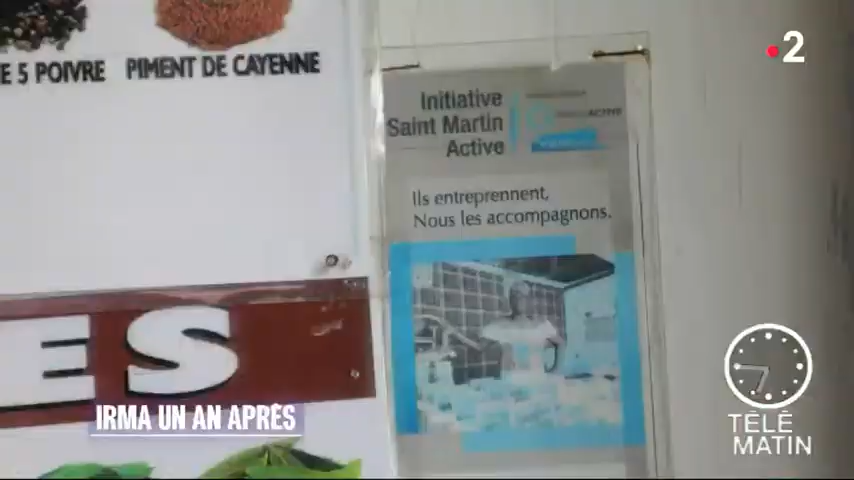 2
E 5 POIVRE PIMENT DE CAYENNE
Initiative
Saint Martin
Active
ACTIVE
Ils entreprennent,
Nous les accompagnons.
ES
IRMA UN AN APRÈS
TÉLÉ
MATIN